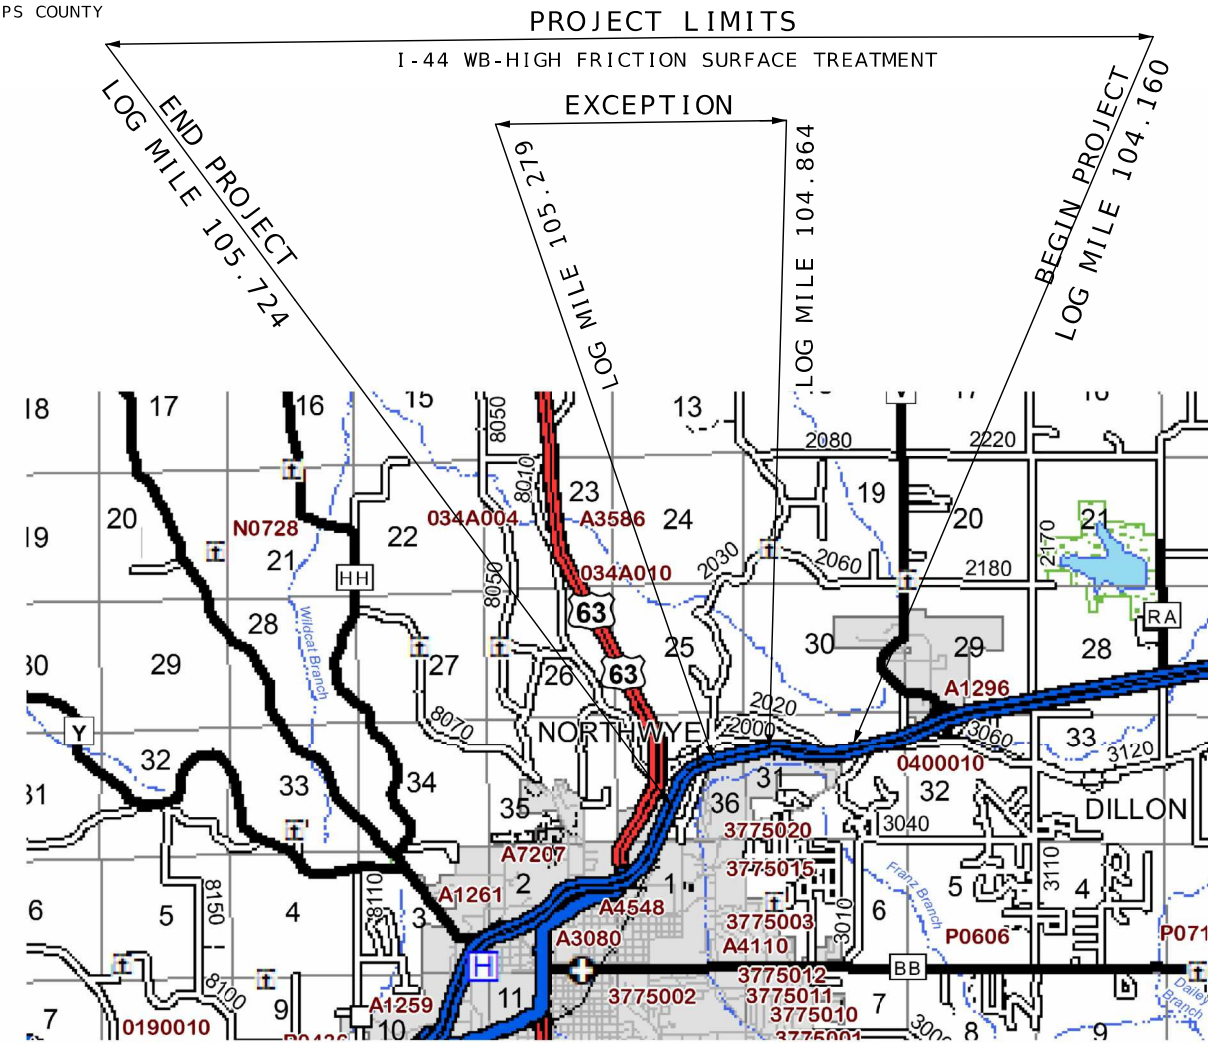 PS COUNTY
PROJECT LIMITS
I-44 WB-HIGH FRICTION SURFACE TREATMENT
EXCEPTION
END PROJECT
LOG MILE 105.724
LOG MILE 105.279
LOG MILE 104.864
BEGIN PROJECT
LOG MILE 104.160
18
17
16
15
13
8050
2080
2220
V
19
20
N0728
21
22
034A004
8010
23
A3586
24
19
20
2170
21
HH
8050
034A010
2030
2060
2180
63
RA
28
Wildcat Branch
30
29
27
26
63
25
30
29
28
A1296
Y
8070
NORTHWYE
2020
2000
3060
33
3120
32
31
33
34
35
36
31
0400010
32
DILLON
3775020
3040
A7207
3775015
Franz Branch
3110
6
5
8150
4
8110
3
A1261
2
1
A4548
3775003
3010
6
5
4
A3080
A4110
P0606
P071
H
BB
8100
9
A1259
11
3775002
3775012
3775011
3775010
7
Dailey Branch
7
0190010
10
3775001
8
9